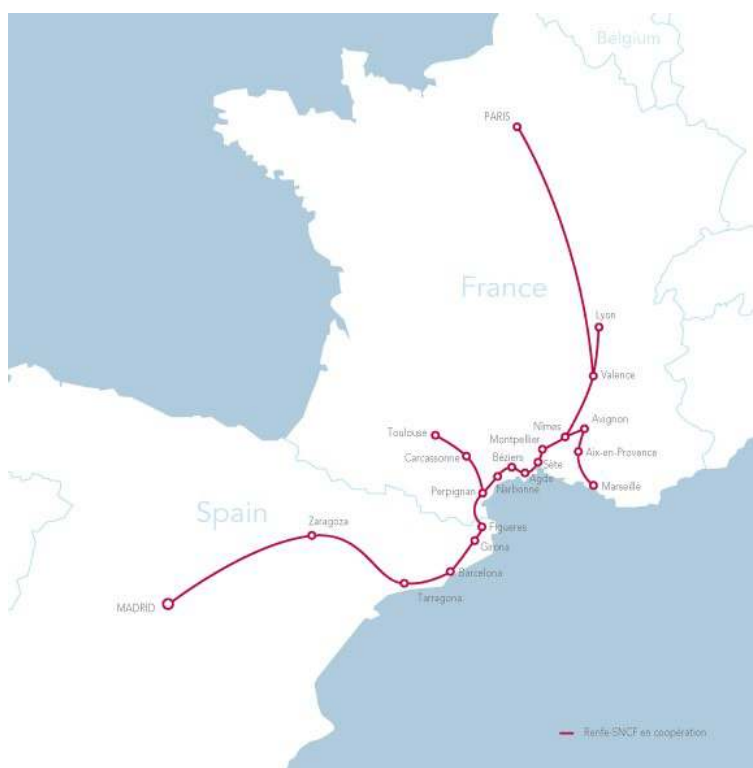 Belgium
PARIS
France
Lyon
Valence
Avignon
Nîmes
Toulouse
Montpellier
Aix-en-Provence
Carcassonne
Béziers
Sète
Agde
Marseille
Perpignan
Narbonne
Spain
Zaragoza
Figueres
Girona
Barcelona
Tarragona
MADRID
Renfe-SNCF en coopération